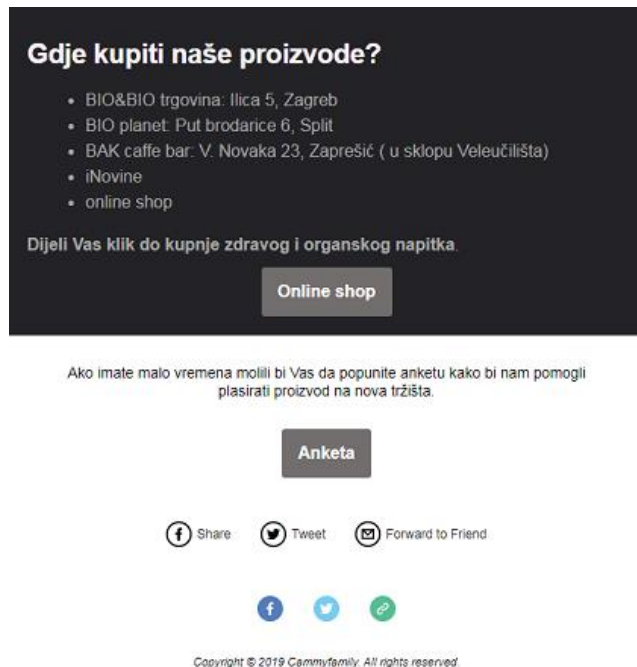 Gdje kupiti naše proizvode?
• BIO&BIO trgovina: Ilica 5, Zagreb
• BIO planet: Put brodarice 6, Split
• BAK caffe bar: V. Novaka 23, Zaprešić ( u sklopu Veleučilišta)
• iNovine
• online shop
Dijeli Vas klik do kupnje zdravog i organskog napitka.
Online shop
Ako imate malo vremena molili bi Vas da popunite anketu kako bi nam pomogli
plasirati proizvod na nova tržišta.
Anketa
Share Tweet Forward to Friend
Copyright © 2019 Cammyfamily. All rights reserved.